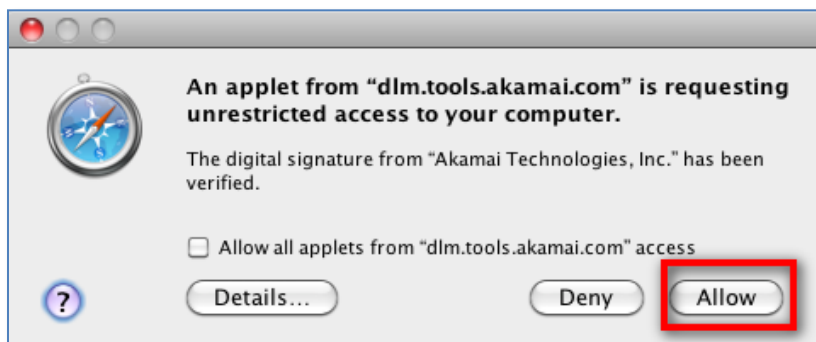 An applet from “dlm.tools.akamai.com” is requesting
unrestricted access to your computer.
The digital signature from “Akamai Technologies, Inc.” has been
verified.
Allow all applets from “dlm.tools.akamai.com” access
? Details... Deny Allow